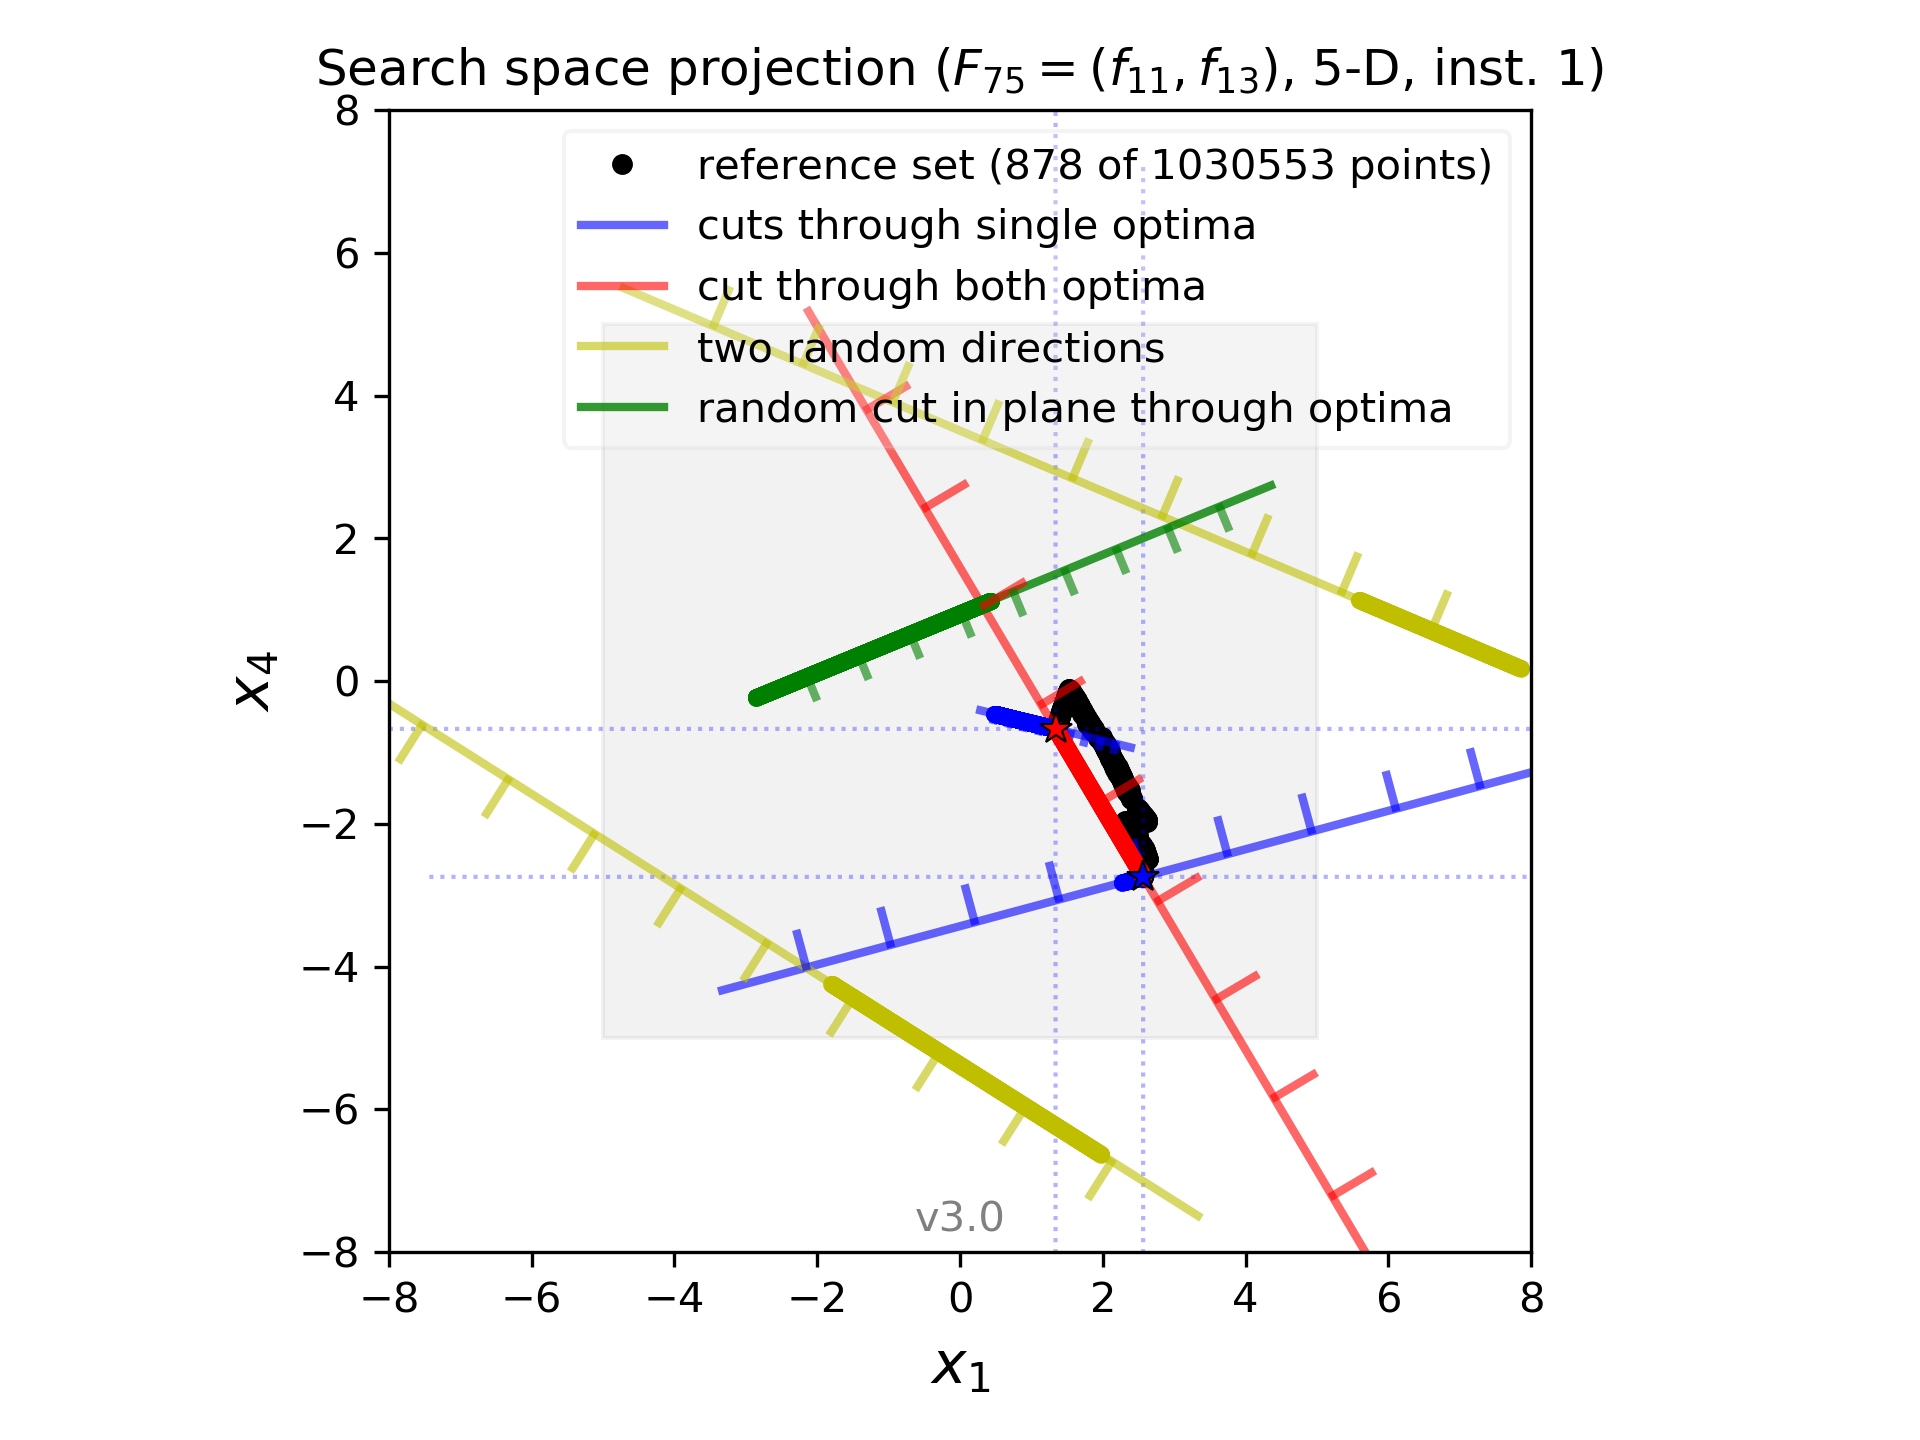 Search space projection (F75 = (f11, f13), 5-D, inst. 1)
reference set (878 of 1030553 points)
cuts through single optima
cut through both optima
two random directions
random cut in plane through optima
8
6
4
2
0
−2
−4
−6
−8
x4
v3.0
−8 −6 −4 −2 0 2 4 6 8
x1